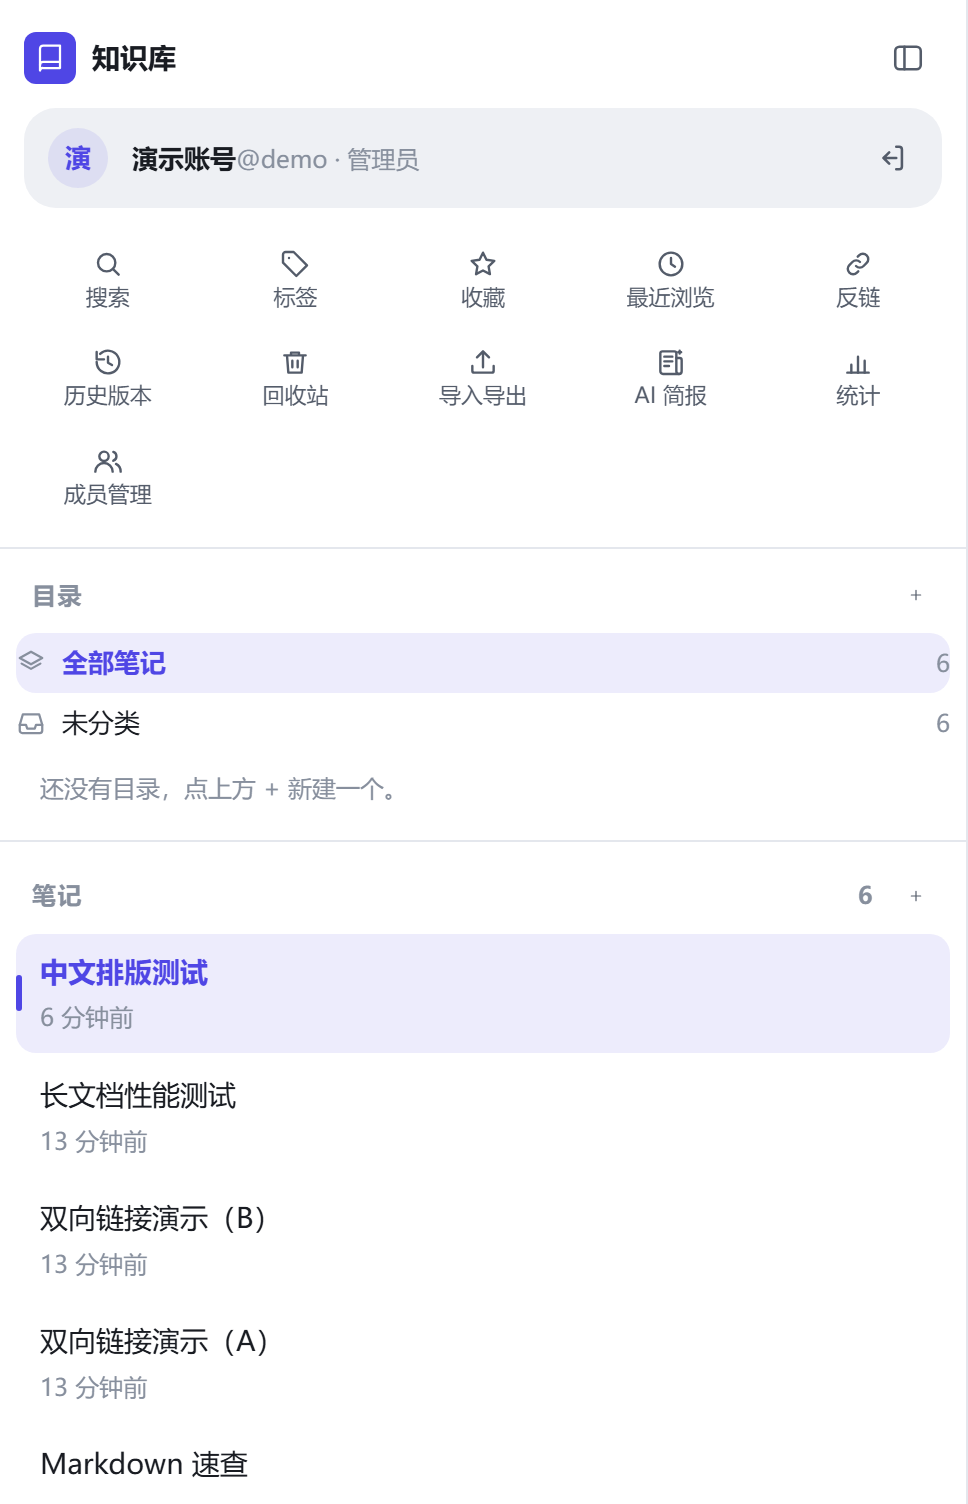 知识库
演 演示账号@demo · 管理员
搜索 标签 收藏 最近浏览 反链
历史版本 回收站 导入导出 AI 简报 统计
成员管理
目录 +
全部笔记 6
未分类 6
还没有目录，点上方 + 新建一个。
笔记 6 +
中文排版测试
6 分钟前
长文档性能测试
13 分钟前
双向链接演示（B）
13 分钟前
双向链接演示（A）
13 分钟前
Markdown 速查